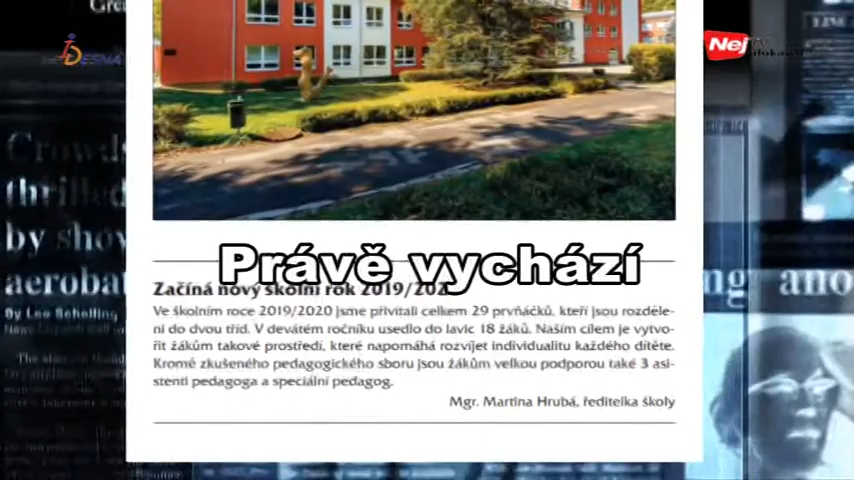 DESNA
Nej
Právě vychází
Začíná nový školní rok 2019/202
Ve školním roce 2019/2020 jsme přivítali celkem 29 prvňáčků, kteří jsou rozděle-
ni do dvou tříd. V devátém ročníku usedlo do lavic 18 žáků. Naším cílem je vytvo-
řit žákům takové prostředí, které napomáhá rozvíjet individualitu každého dítěte.
Kromě zkušeného pedagogického sboru jsou žákům velkou podporou také 3 asi-
stenti pedagoga a speciální pedagog.
Mgr. Martina Hrubá, ředitelka školy
Crowds
thrilled
by show
aerobat
By Leo Schelling